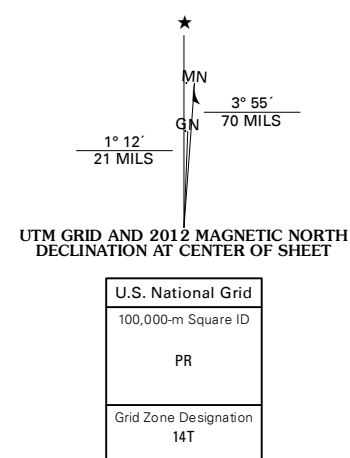 ★
MN
3° 55´
70 MILS
GN
1° 12´
21 MILS
UTM GRID AND 2012 MAGNETIC NORTH
DECLINATION AT CENTER OF SHEET
U.S. National Grid
100,000-m Square ID
PR
Grid Zone Designation
14T